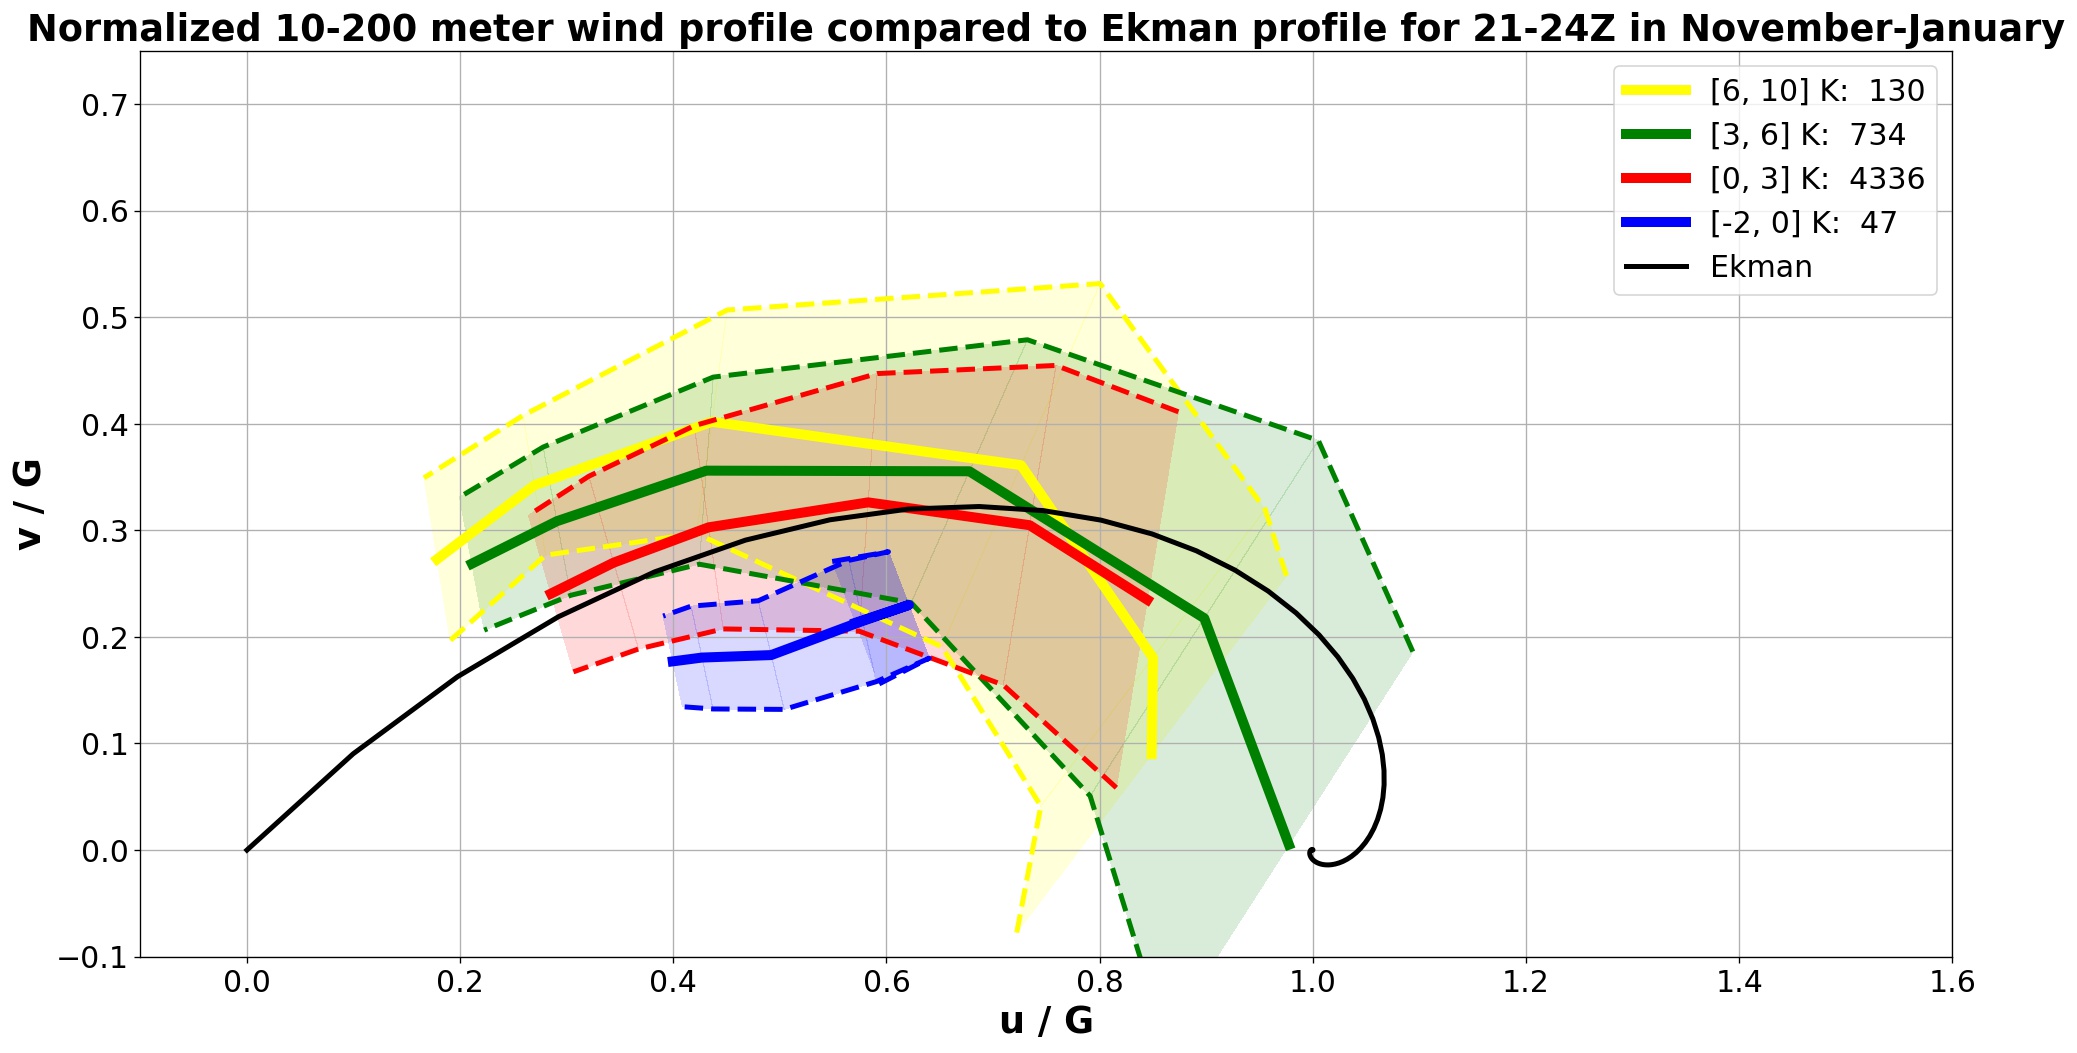 Normalized 10-200 meter wind profile compared to Ekman profile for 21-24Z in November-January
[6, 10] K:  130
[3, 6] K:  734
[0, 3] K:  4336
[-2, 0] K:  47
Ekman
0.7
0.6
0.5
0.4
0.3
0.2
0.1
0.0
−0.1
v / G
0.0 0.2 0.4 0.6 0.8 1.0 1.2 1.4 1.6
u / G